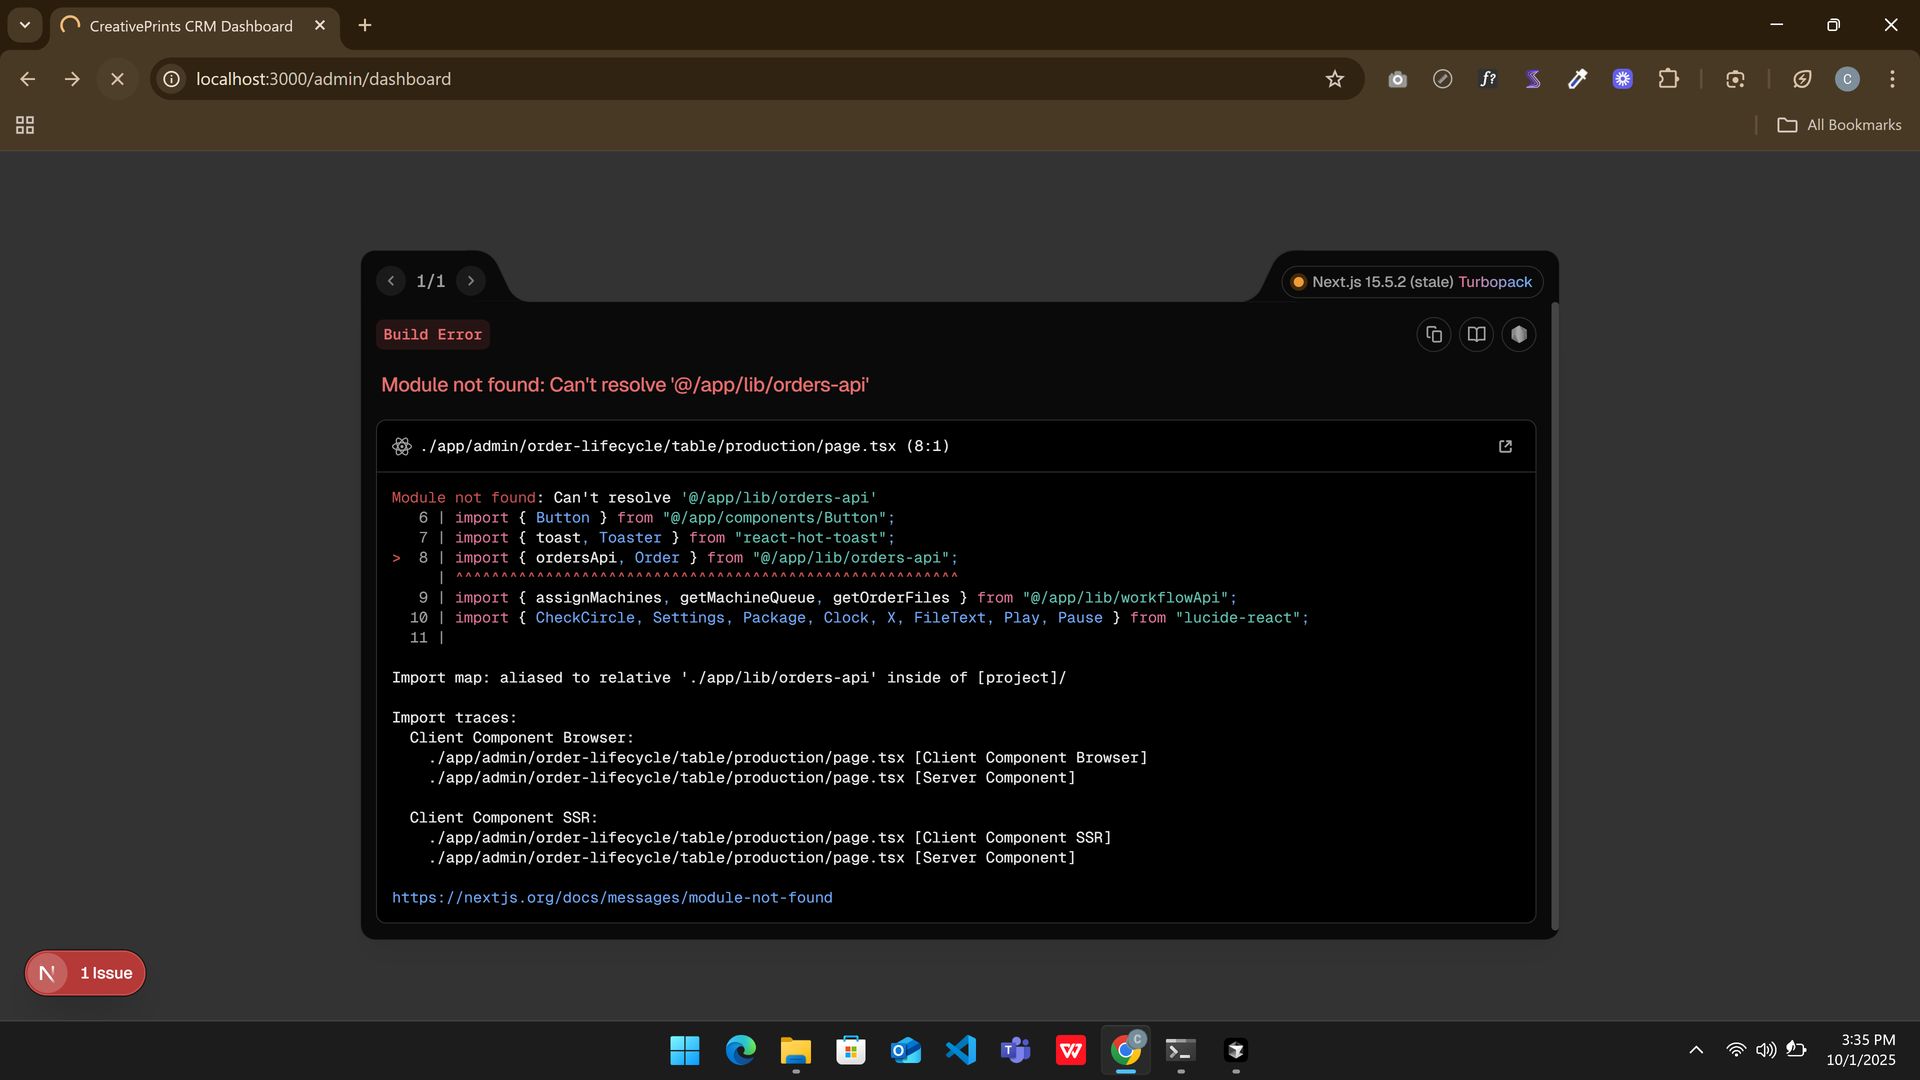 CreativePrints CRM Dashboard
localhost:3000/admin/dashboard
f?
C
All Bookmarks
1/1
Next.js 15.5.2 (stale) Turbopack
Build Error
Module not found: Can't resolve '@/app/lib/orders-api'
./app/admin/order-lifecycle/table/production/page.tsx (8:1)
Module not found: Can't resolve '@/app/lib/orders-api'
6 | import { Button } from "@/app/components/Button";
7 | import { toast, Toaster } from "react-hot-toast";
> 8 | import { ordersApi, Order } from "@/app/lib/orders-api";
| ^^^^^^^^^^^^^^^^^^^^^^^^^^^^^^^^^^^^^^^^^^^^^^^^^^^^^^^^
9 | import { assignMachines, getMachineQueue, getOrderFiles } from "@/app/lib/workflowApi";
10 | import { CheckCircle, Settings, Package, Clock, X, FileText, Play, Pause } from "lucide-react";
11 |
Import map: aliased to relative './app/lib/orders-api' inside of [project]/
Import traces:
Client Component Browser:
./app/admin/order-lifecycle/table/production/page.tsx [Client Component Browser]
./app/admin/order-lifecycle/table/production/page.tsx [Server Component]
Client Component SSR:
./app/admin/order-lifecycle/table/production/page.tsx [Client Component SSR]
./app/admin/order-lifecycle/table/production/page.tsx [Server Component]
https://nextjs.org/docs/messages/module-not-found
N 1 Issue
3:35 PM
10/1/2025